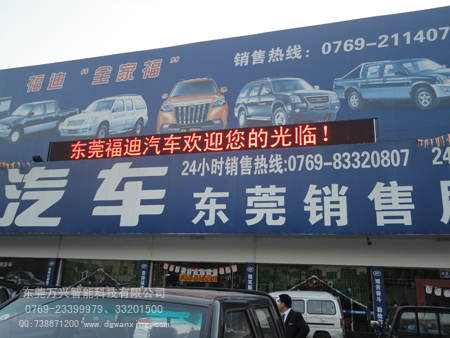 福迪 "全家福"
销售热线：0769-211407
东莞福迪汽车欢迎您的光临！
24小时销售热线:0769-83320807
24
汽车 东莞销售
东莞万兴智能科技有限公司
0769-23399979、33201500
QQ:738871200 www.dgwanxing.com